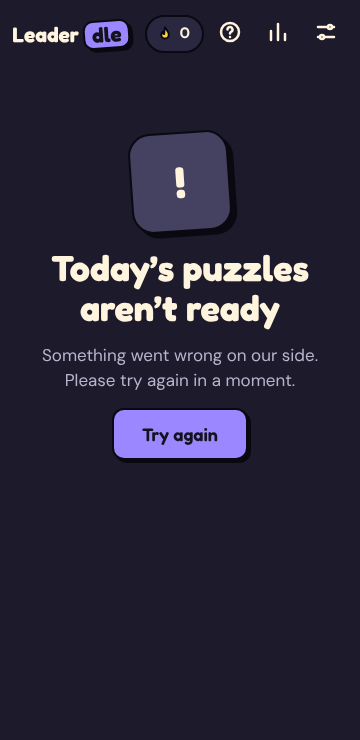 Leader dle 0
!
Today’s puzzles
aren’t ready
Something went wrong on our side.
Please try again in a moment.
Try again